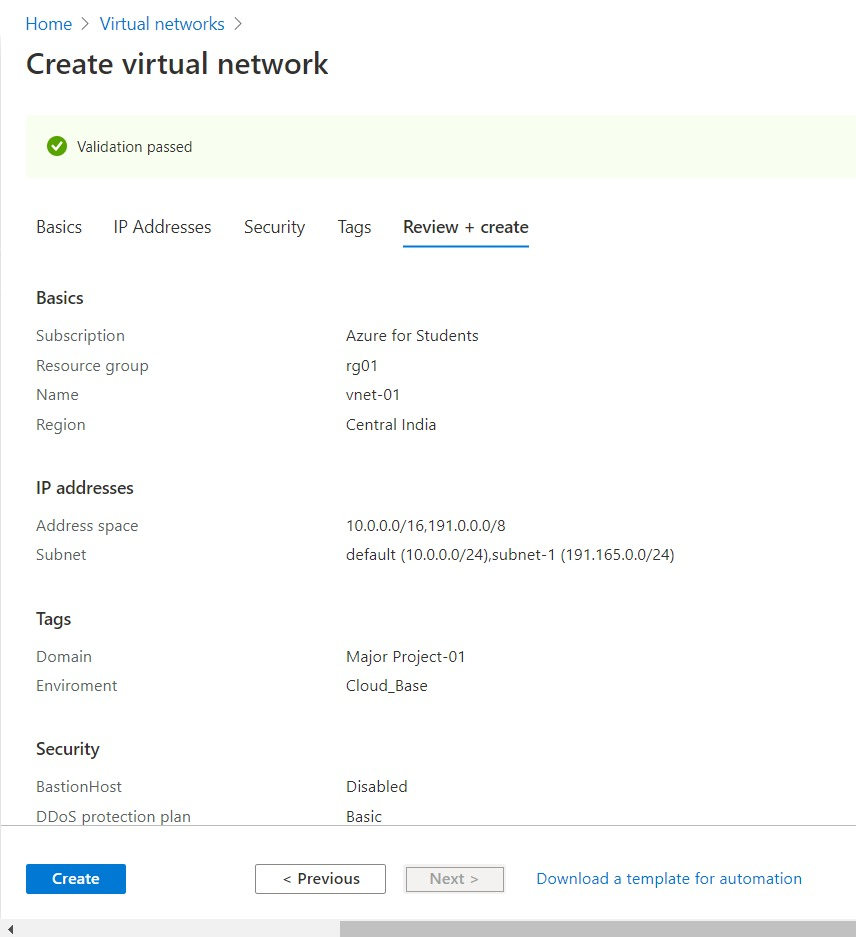 Home > Virtual networks >
Create virtual network
Validation passed
Basics IP Addresses Security Tags Review + create
Basics
Subscription Azure for Students
Resource group rg01
Name vnet-01
Region Central India
IP addresses
Address space 10.0.0.0/16,191.0.0.0/8
Subnet default (10.0.0.0/24),subnet-1 (191.165.0.0/24)
Tags
Domain Major Project-01
Enviroment Cloud_Base
Security
BastionHost Disabled
DDoS protection plan Basic
Create < Previous Next > Download a template for automation